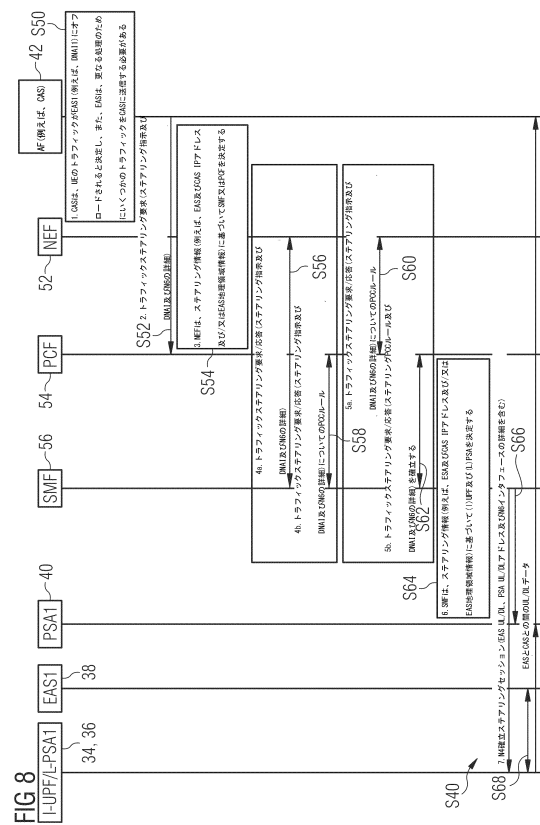 FIG 8
I-UPF/L-PSA1
34, 36
EAS1
38
PSA1
40
SMF
56
PCF
54
NEF
52
AF(例えば、CAS)
42
S50
1.CASは、UEのトラフィックがEAS1(例えば、DNAI1)にオフ
ロードされると決定し、また、EASは、更なる処理のため
にいくつかのトラフィックをCASに送信する必要がある
2. トラフィックステアリング要求(ステアリング指示及び
DNAI及びN6の詳細)
S52
3.NEFは、ステアリング情報(例えば、EAS及びCAS IPアドレス
及び/又はEAS地理領域情報)に基づいてSMF又はPCFを決定する
S54
4a. トラフィックステアリング要求/応答(ステアリング指示及び
DNAI及びN6の詳細)
S56
4b. トラフィックステアリング要求/応答(ステアリング指示及び
DNAI及びN6の詳細)についてのPCCルール
S58
5a. トラフィックステアリング要求/応答(ステアリング指示及び
DNAI及びN6の詳細)についてのPCCルール
S60
5b. トラフィックステアリング要求/応答(ステアリングPCCルール及び
DNAI及びN6の詳細)を確立する
S62
6.SMFは、ステアリング情報(例えば、ESA及びCAS IPアドレス及び/又は
EAS地理領域情報)に基づいて(I)UPF及び(L)PSAを決定する
S64
7.N4確立ステアリングセッション(EAS UL/DL、PSA UL/DLアドレス及びN6インタフェースの詳細を含む)
S66
EASとCASとの間のUL/DLデータ
S68
S40